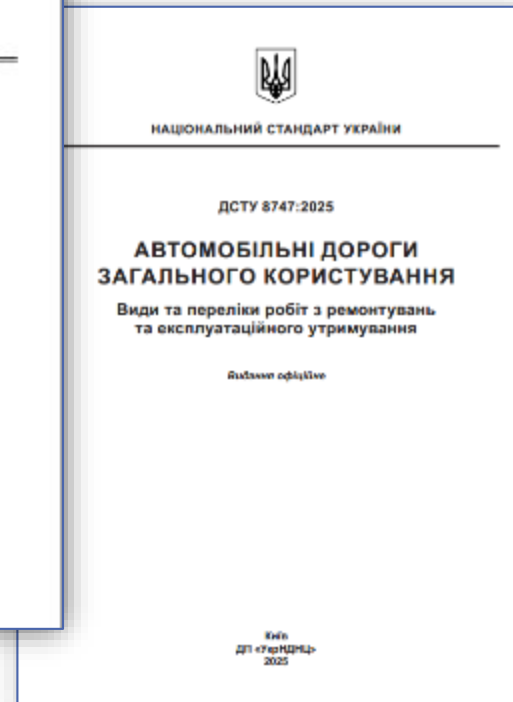 НАЦІОНАЛЬНИЙ СТАНДАРТ УКРАЇНИ
ДСТУ 8747:2025
АВТОМОБІЛЬНІ ДОРОГИ
ЗАГАЛЬНОГО КОРИСТУВАННЯ
Види та переліки робіт з ремонтувань
та експлуатаційного утримування
Видання офіційне
Київ
ДП «УкрНДНЦ»
2025